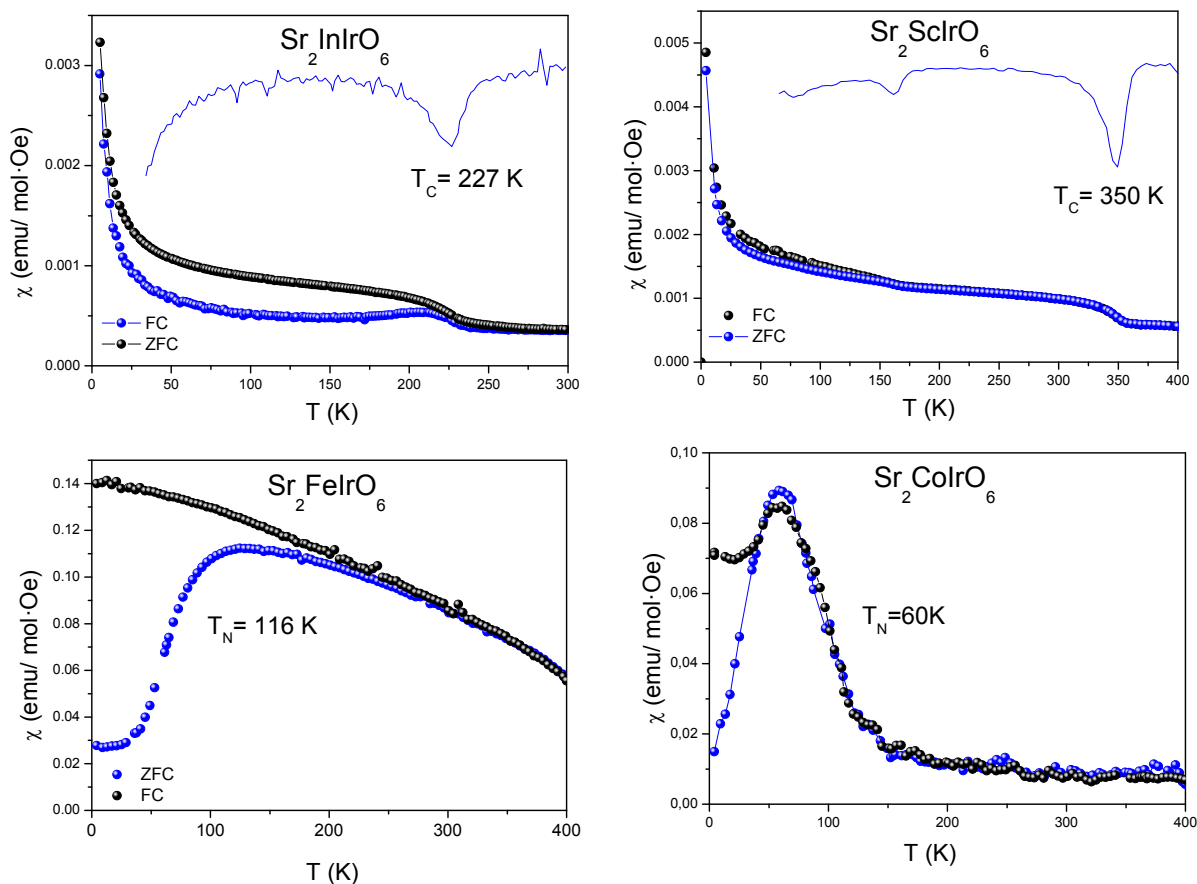 Sr2InIrO6
χ (emu/ mol·Oe)
0.003
0.002
0.001
0.000
TC= 227 K
FC
ZFC
0 50 100 150 200 250 300
T (K)
Sr2ScIrO6
χ (emu/ mol·Oe)
0.005
0.004
0.003
0.002
0.001
0.000
TC= 350 K
FC
ZFC
0 50 100 150 200 250 300 350 400
T (K)
Sr2FeIrO6
χ (emu/ mol·Oe)
0.14
0.12
0.10
0.08
0.06
0.04
0.02
0.00
TN= 116 K
ZFC
FC
0 100 200 300 400
T (K)
Sr2CoIrO6
χ (emu/ mol·Oe)
0,10
0,08
0,06
0,04
0,02
0,00
TN=60K
0 100 200 300 400
T (K)